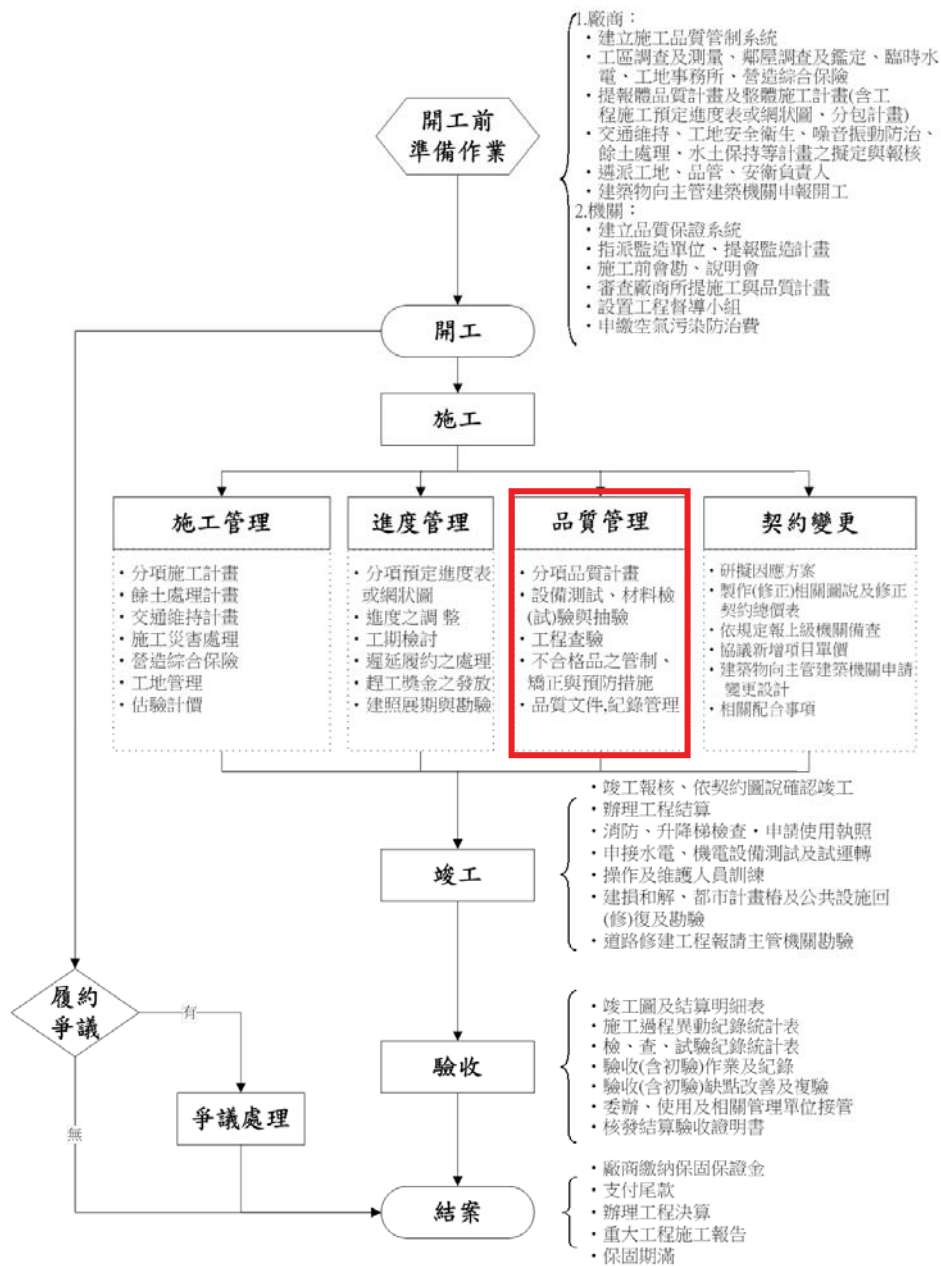 開工前
準備作業
1.廠商：
・建立施工品質管制系統
・工區調查及測量、鄰屋調查及鑑定、臨時水
電、工地事務所、營造綜合保險
・提報體品質計畫及整體施工計畫(含工
程施工預定進度表或網狀圖、分包計畫)
・交通維持、工地安全衛生、噪音振動防治、
餘土處理、水土保持等計畫之擬定與報核
・遴派工地、品管、安衛負責人
・建築物向主管建築機關申報開工
2.機關：
・建立品質保證系統
・指派監造單位、提報監造計畫
・施工前會勘、說明會
・審查廠商所提施工與品質計畫
・設置工程督導小組
・申繳空氣污染防治費
開工
施工
施工管理
・分項施工計畫
・餘土處理計畫
・交通維持計畫
・施工災害處理
・營造綜合保險
・工地管理
・估驗計價
進度管理
・分項預定進度表
或網狀圖
・進度之調 整
・工期檢討
・遲延履約之處理
・趕工獎金之發放
・建照展期與勘驗
品質管理
・分項品質計畫
・設備測試、材料檢
(試)驗與抽驗
・工程查驗
・不合格品之管制、
矯正與預防措施
・品質文件,紀錄管理
契約變更
・研擬因應方案
・製作(修正)相關圖說及修正
契約總價表
・依規定報上級機關備查
・協議新增項目單價
・建築物向主管建築機關申請
變更設計
・相關配合事項
竣工
・竣工報核、依契約圖說確認竣工
・辦理工程結算
・消防、升降梯檢查・申請使用執照
・申接水電、機電設備測試及試運轉
・操作及維護人員訓練
・建損和解、都市計畫樁及公共設施回
(修)復及勘驗
・道路修建工程報請主管機關勘驗
履約
爭議
有
無
爭議處理
驗收
・竣工圖及結算明細表
・施工過程異動紀錄統計表
・檢、查、試驗紀錄統計表
・驗收(含初驗)作業及紀錄
・驗收(含初驗)缺點改善及複驗
・委辦、使用及相關管理單位接管
・核發結算驗收證明書
結案
・廠商繳納保固保證金
・支付尾款
・辦理工程決算
・重大工程施工報告
・保固期滿